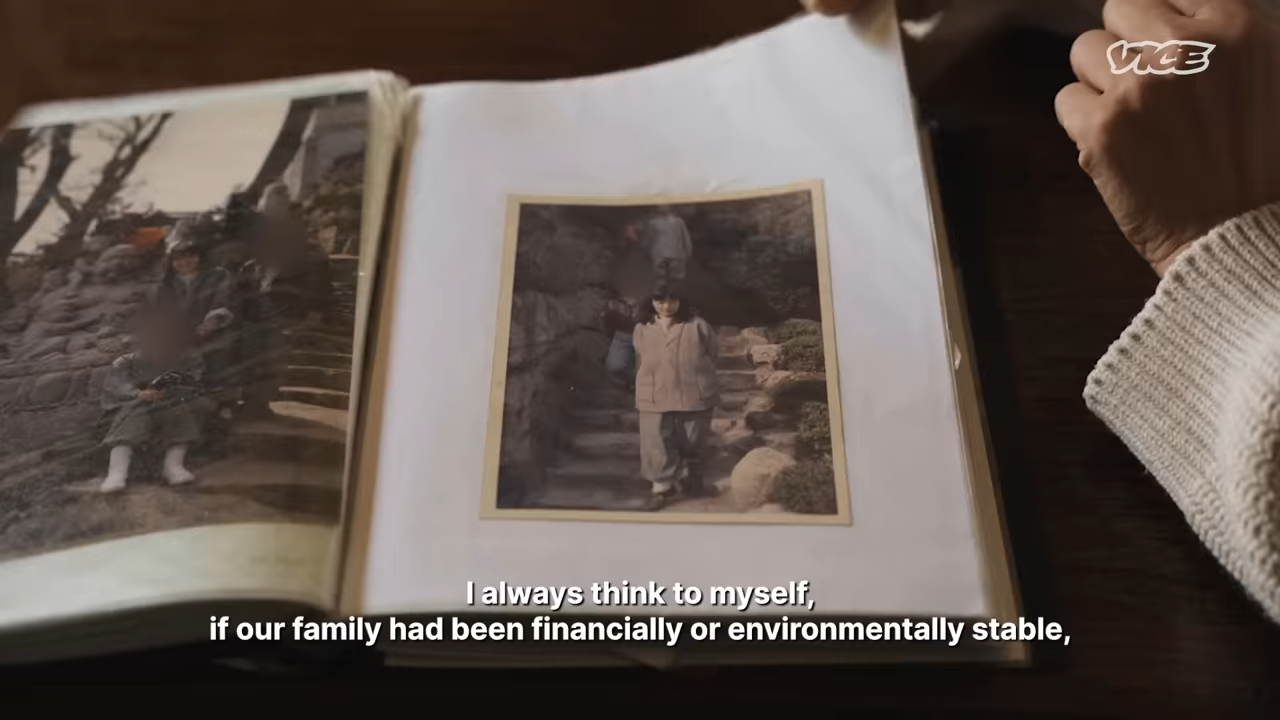 VICE
I always think to myself,
if our family had been financially or environmentally stable,